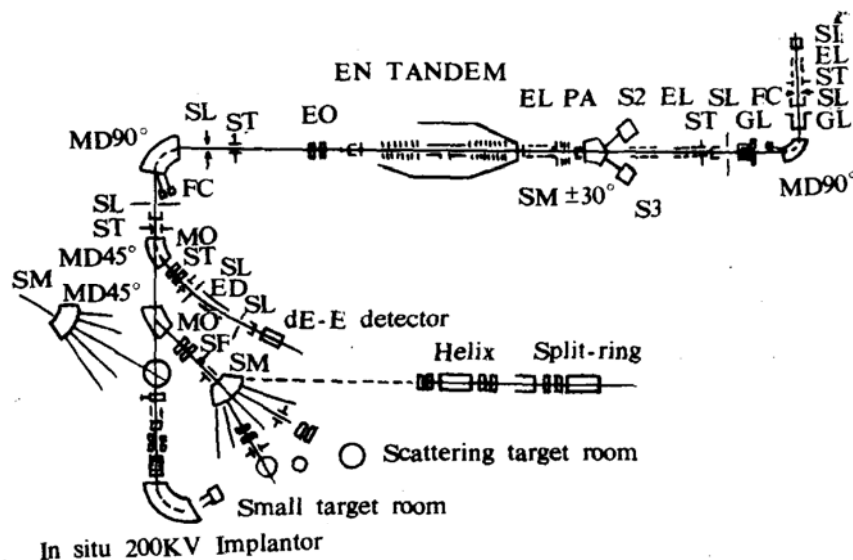 SI
EL
ST
SL
GL
EN TANDEM
EL PA S2 EL SL FC
ST GL
SL ST EO
MD90°
FC
SM ±30° S3
MD90°
SL
ST
MO
ST
SL
MD45°
SM
MD45°
ED
SL
MO
dE-E detector
SF
SM
Helix Split-ring
Scattering target room
Small target room
In situ 200KV Implantor